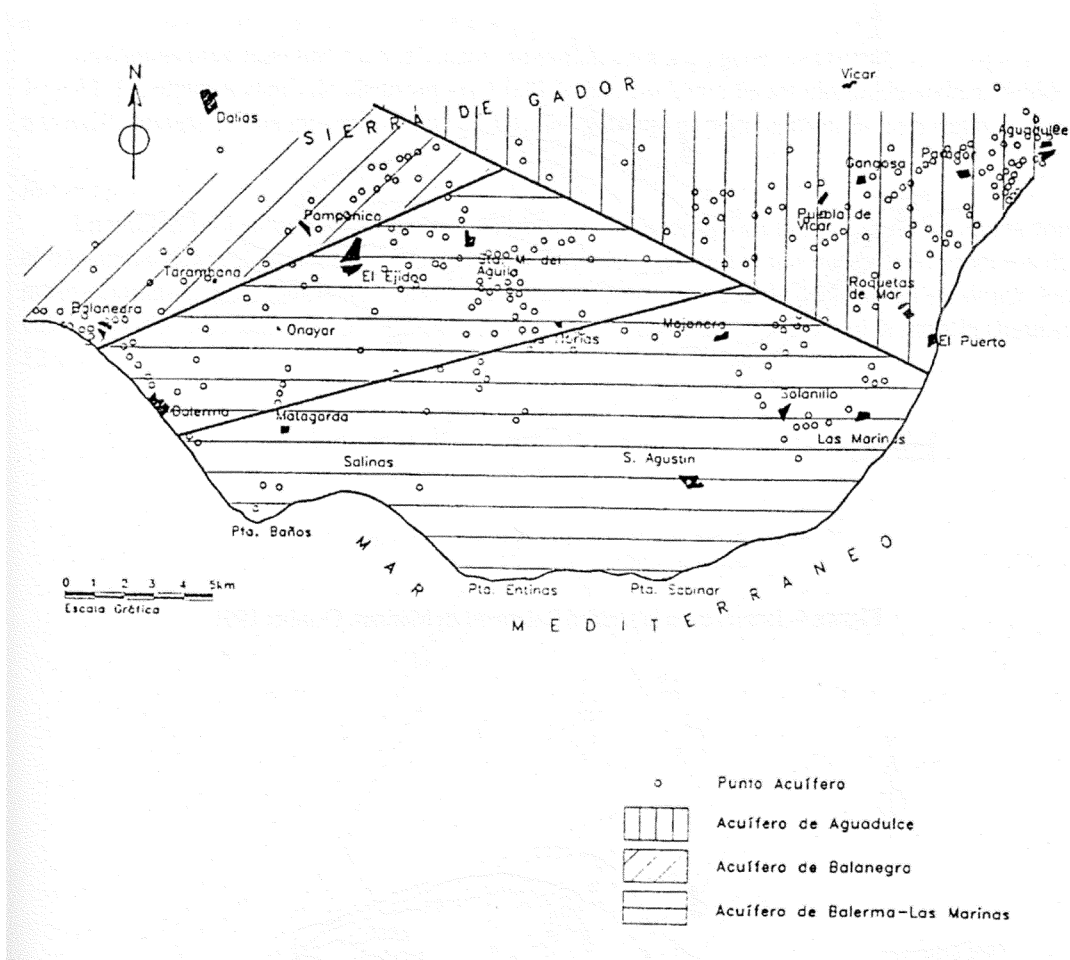 N
Vicar
Dalias
SIERRA DE GADOR
Aguadulce
Gangosa
Parador
Pampanico
Puebla de
Vicar
Tarambana
El Ejido
Sta. M. del
Aguila
Roquetas
de Mar
Balanegra
Onayar
Norias
Mojonera
El Puerto
Balerma
Matagorda
Solanillo
Las Marinas
Salinas
S. Agustin
Pta. Baños
Pta. Entinas
Pta. Sabinar
MAR MEDITERRANEO
0 1 2 3 4 5km
Escala Gráfica
Punto Acuífero
Acuífero de Aguadulce
Acuífero de Balanegra
Acuífero de Balerma-Las Marinas